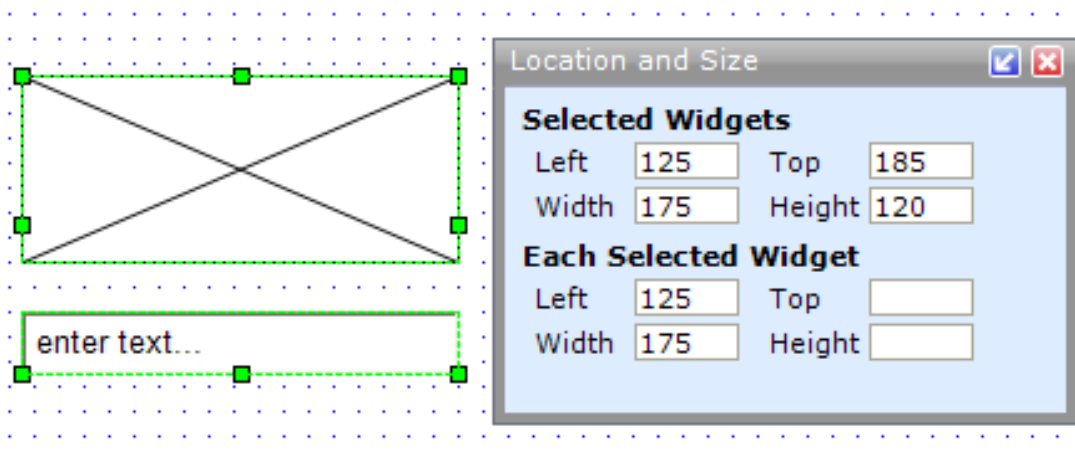 Location and Size
Selected Widgets
Left 125 Top 185
Width 175 Height 120
Each Selected Widget
Left 125 Top
Width 175 Height
enter text...